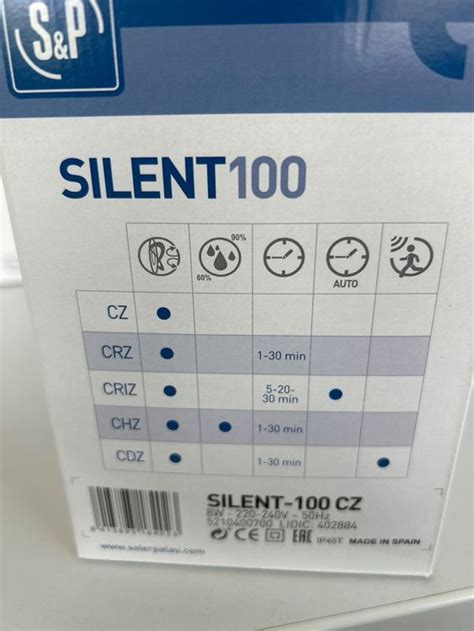 S&P
SILENT100
90%
60%
AUTO
CZ
CRZ 1-30 min
CRIZ 5-20-
30 min
CHZ 1-30 min
CDZ 1-30 min
SILENT-100 CZ
8W - 220-240V - 50Hz
5210400700 LIDIC: 402884
CE EAC IP45T MADE IN SPAIN
www.solerpalau.com